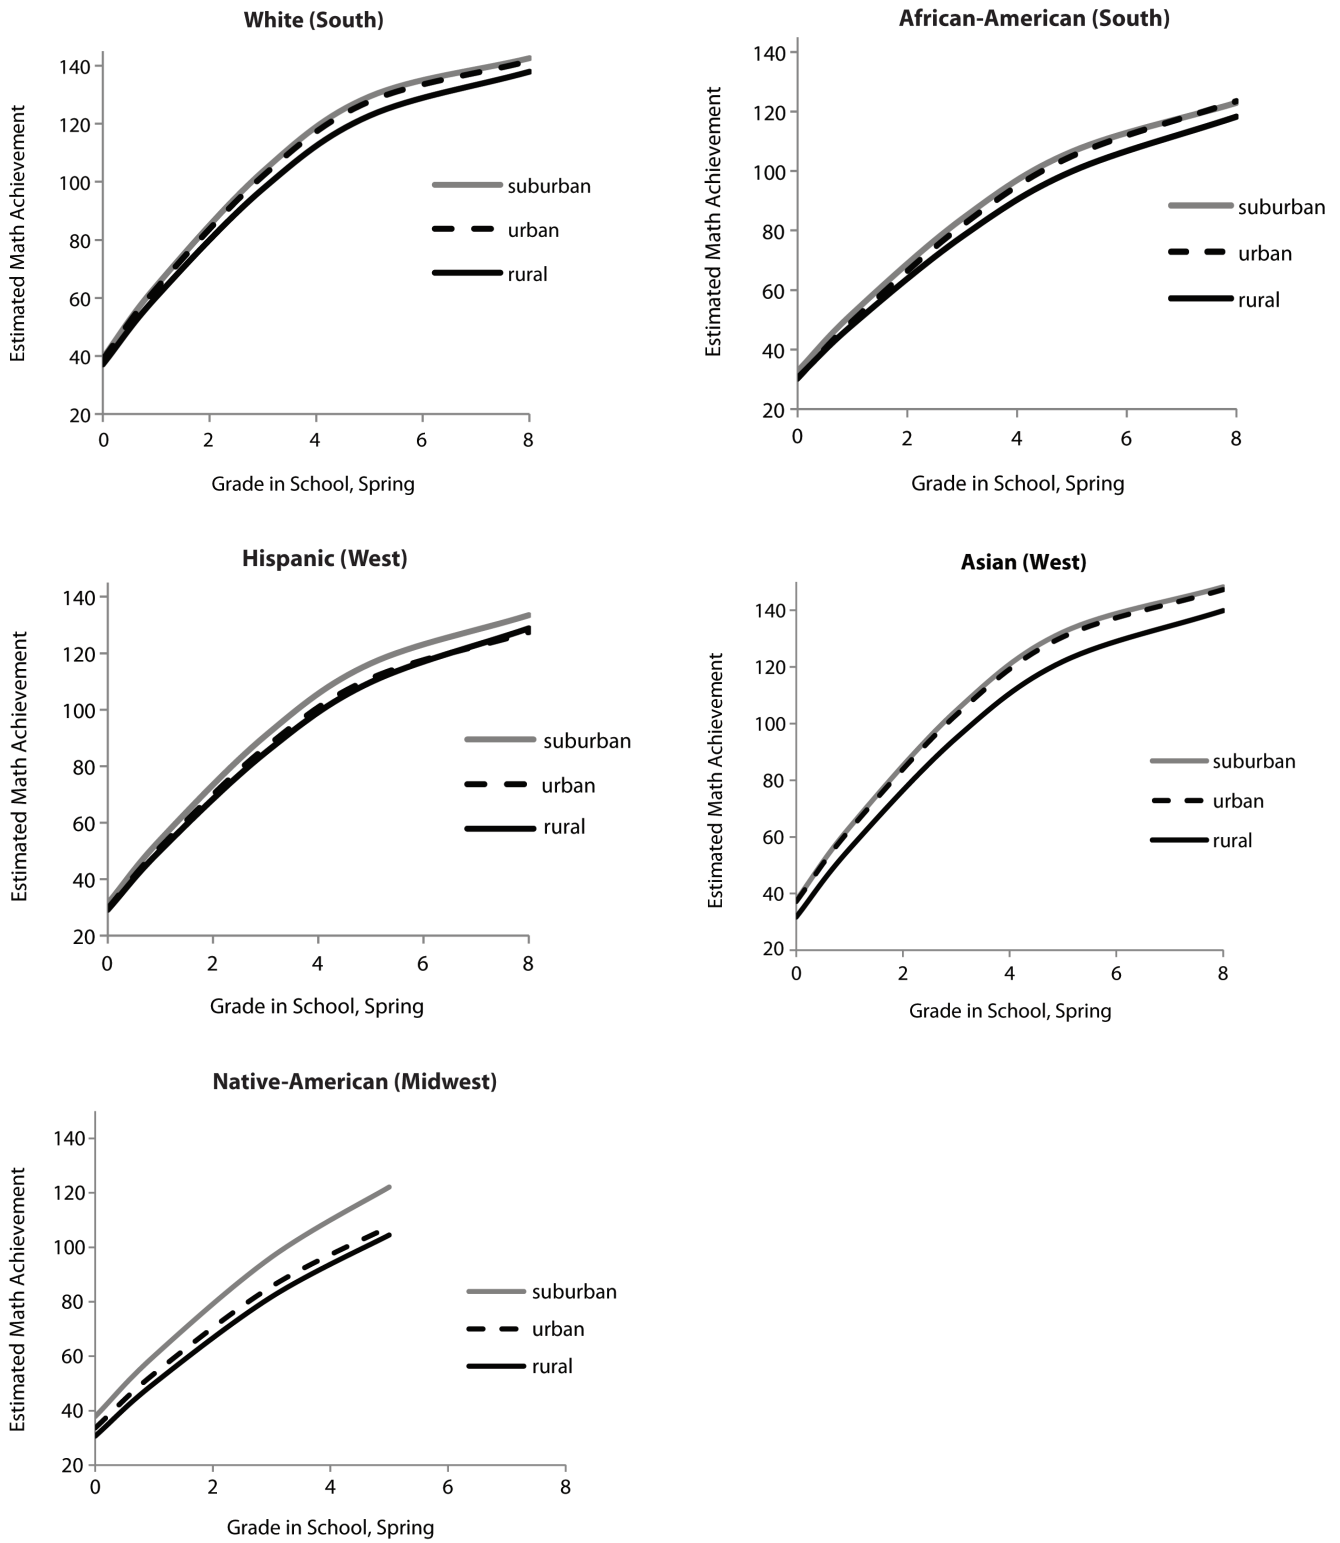 White (South)
Estimated Math Achievement
140
120
100
80
60
40
20
0 2 4 6 8
Grade in School, Spring
suburban
urban
rural
African-American (South)
Estimated Math Achievement
140
120
100
80
60
40
20
0 2 4 6 8
Grade in School, Spring
suburban
urban
rural
Hispanic (West)
Estimated Math Achievement
140
120
100
80
60
40
20
0 2 4 6 8
Grade in School, Spring
suburban
urban
rural
Asian (West)
Estimated Math Achievement
140
120
100
80
60
40
20
0 2 4 6 8
Grade in School, Spring
suburban
urban
rural
Native-American (Midwest)
Estimated Math Achievement
140
120
100
80
60
40
20
0 2 4 6 8
Grade in School, Spring
suburban
urban
rural